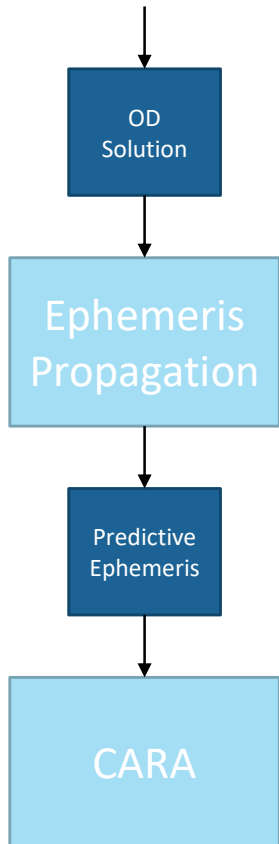 OD
Solution
Ephemeris
Propagation
Predictive
Ephemeris
CARA